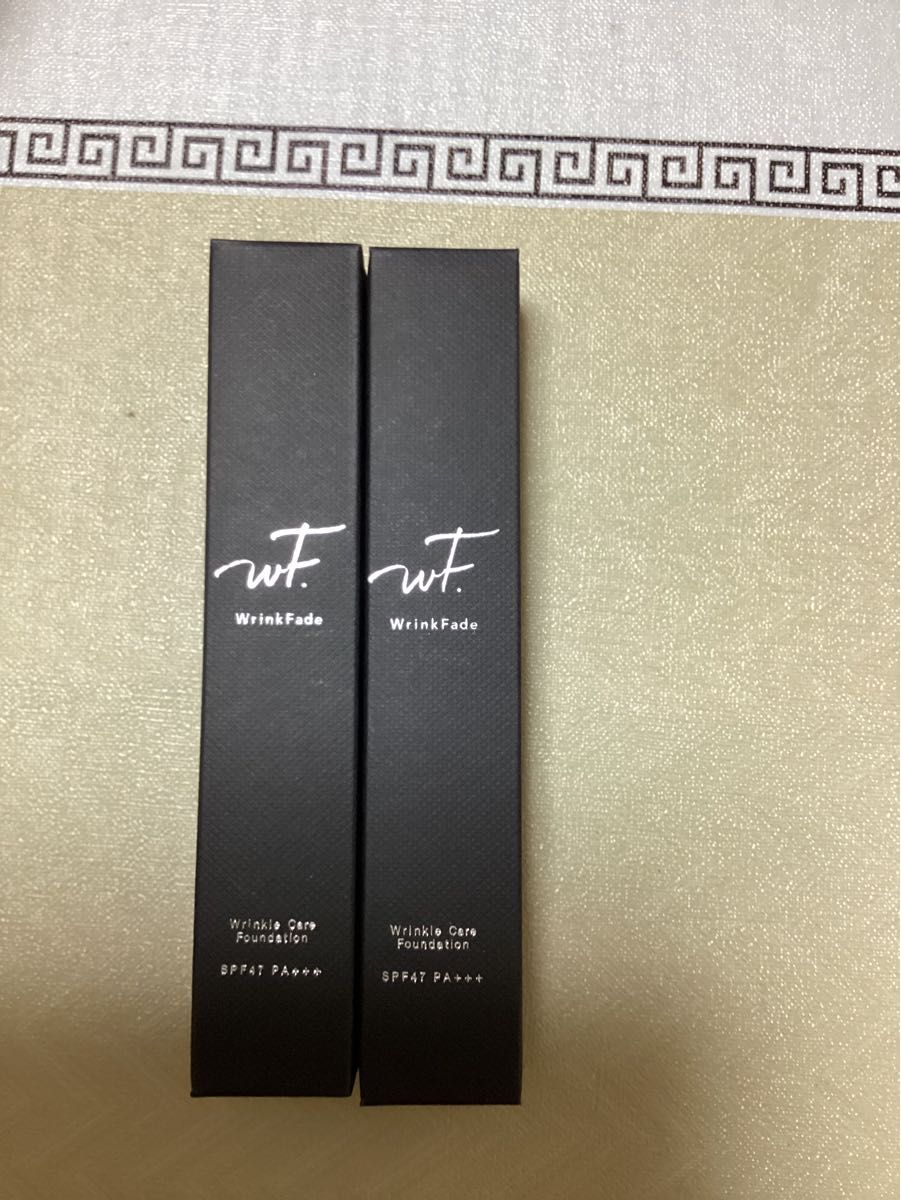 wF.
WrinkFade
Wrinkle Care
Foundation
SPF47 PA+++
wF.
WrinkFade
Wrinkle Care
Foundation
SPF47 PA+++